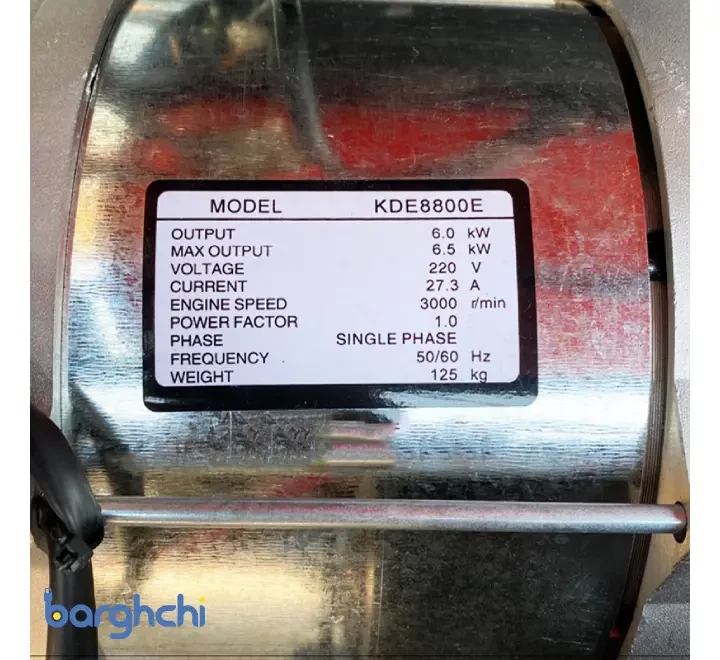 MODEL KDE8800E
OUTPUT 6.0 kW
MAX OUTPUT 6.5 kW
VOLTAGE 220 V
CURRENT 27.3 A
ENGINE SPEED 3000 r/min
POWER FACTOR 1.0
PHASE SINGLE PHASE
FREQUENCY 50/60 Hz
WEIGHT 125 kg
barghchi